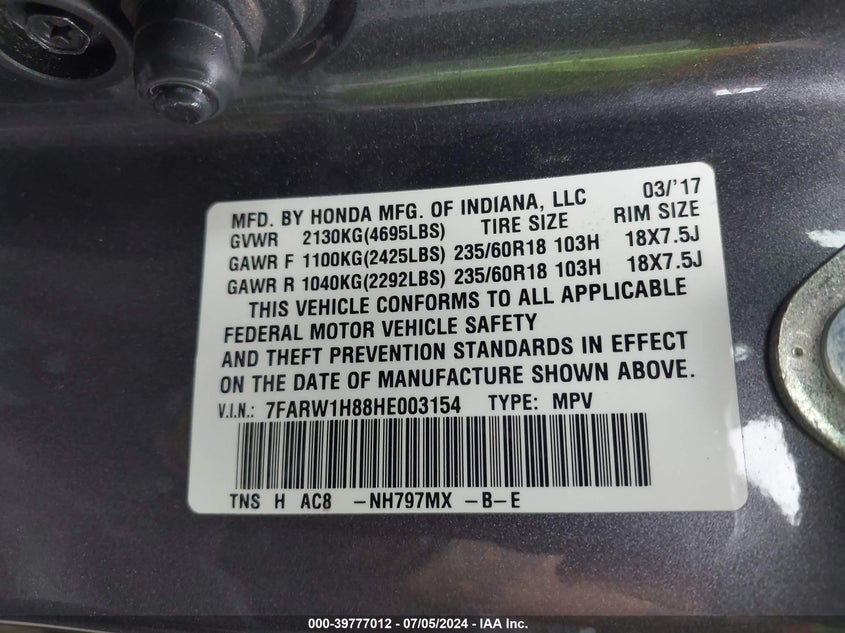 MFD. BY HONDA MFG. OF INDIANA, LLC 03/'17
GVWR 2130KG(4695LBS) TIRE SIZE RIM SIZE
GAWR F 1100KG(2425LBS) 235/60R18 103H 18X7.5J
GAWR R 1040KG(2292LBS) 235/60R18 103H 18X7.5J
THIS VEHICLE CONFORMS TO ALL APPLICABLE
FEDERAL MOTOR VEHICLE SAFETY
AND THEFT PREVENTION STANDARDS IN EFFECT
ON THE DATE OF MANUFACTURE SHOWN ABOVE.
V.I.N.: 7FARW1H88HE003154 TYPE: MPV
TNS H AC8 -NH797MX -B-E
000-39777012 - 07/05/2024 - IAA Inc.